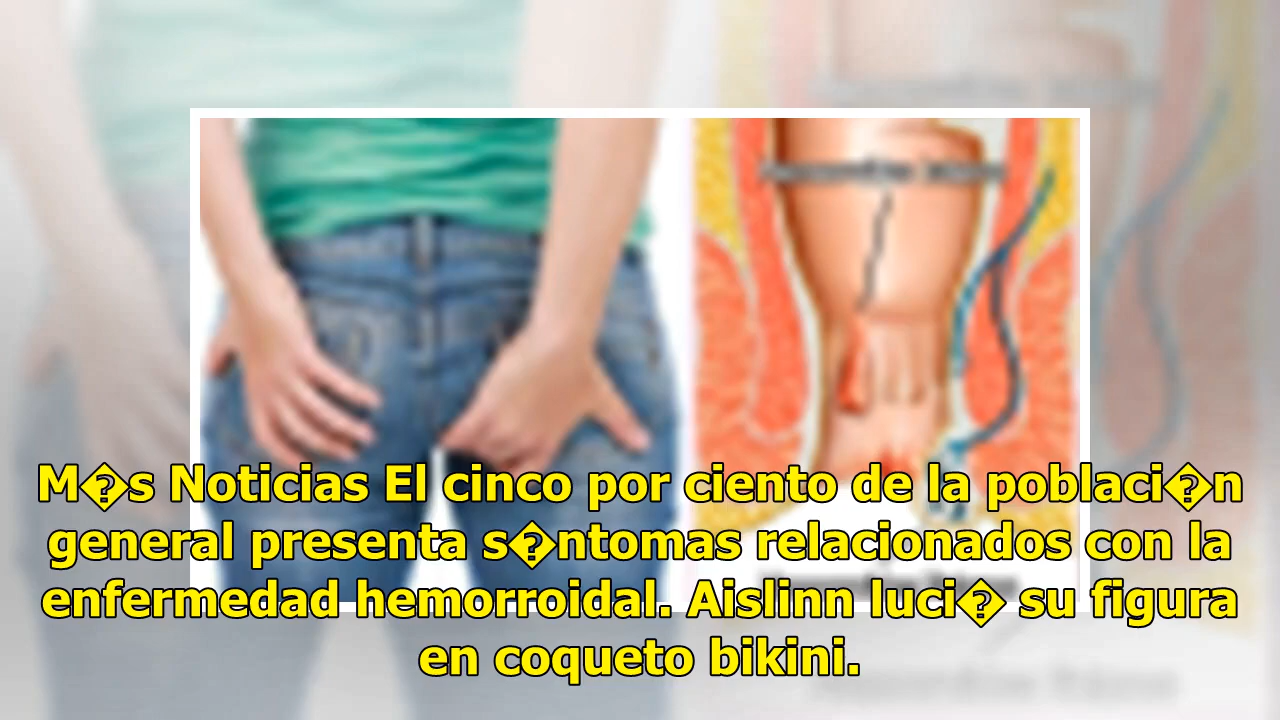 M�s Noticias El cinco por ciento de la poblaci�n
general presenta s�ntomas relacionados con la
enfermedad hemorroidal. Aislinn luci� su figura
en coqueto bikini.